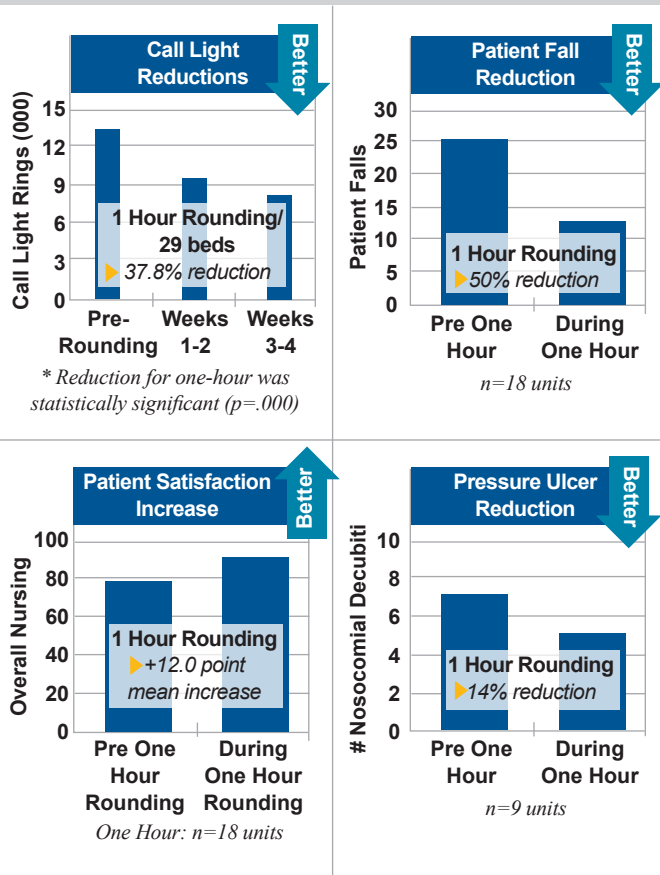 Call Light
Reductions
Better
Call Light Rings (000)
15
12
9
6
3
0
1 Hour Rounding/
29 beds
37.8% reduction
Pre-
Rounding
Weeks
1-2
Weeks
3-4
* Reduction for one-hour was
statistically significant (p=.000)
Patient Fall
Reduction
Better
Patient Falls
30
25
20
15
10
5
0
1 Hour Rounding
50% reduction
Pre One
Hour
During
One Hour
n=18 units
Patient Satisfaction
Increase
Better
Overall Nursing
100
80
60
40
20
0
1 Hour Rounding
+12.0 point
mean increase
Pre One
Hour
Rounding
During
One Hour
Rounding
One Hour: n=18 units
Pressure Ulcer
Reduction
Better
# Nosocomial Decubiti
10
8
6
4
2
0
1 Hour Rounding
14% reduction
Pre One
Hour
During
One Hour
n=9 units